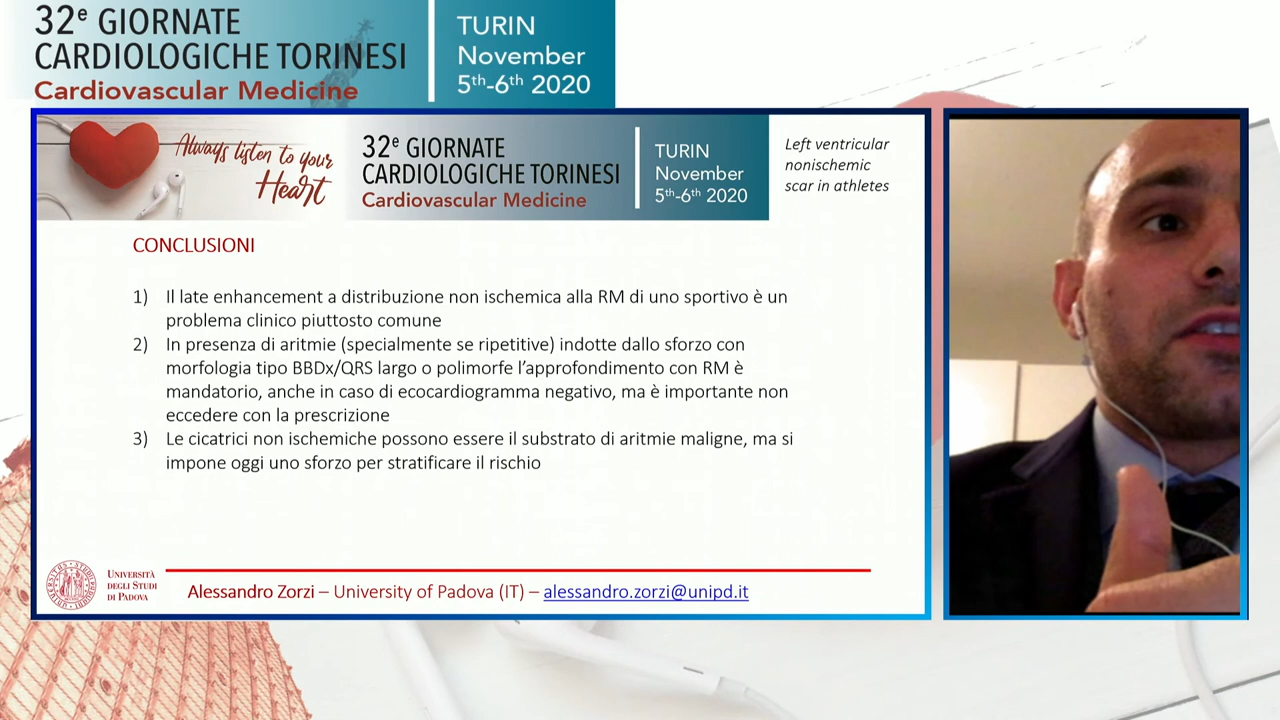 32e GIORNATE
CARDIOLOGICHE TORINESI
Cardiovascular Medicine
TURIN
November
5th-6th 2020
Always listen to your
Heart
32e GIORNATE
CARDIOLOGICHE TORINESI
Cardiovascular Medicine
TURIN
November
5th-6th 2020
Left ventricular
nonischemic
scar in athletes
CONCLUSIONI
1) Il late enhancement a distribuzione non ischemica alla RM di uno sportivo è un
problema clinico piuttosto comune
2) In presenza di aritmie (specialmente se ripetitive) indotte dallo sforzo con
morfologia tipo BBDx/QRS largo o polimorfe l'approfondimento con RM è
mandatorio, anche in caso di ecocardiogramma negativo, ma è importante non
eccedere con la prescrizione
3) Le cicatrici non ischemiche possono essere il substrato di aritmie maligne, ma si
impone oggi uno sforzo per stratificare il rischio
UNIVERSITÀ
DEGLI STUDI
DI PADOVA
Alessandro Zorzi – University of Padova (IT) – alessandro.zorzi@unipd.it